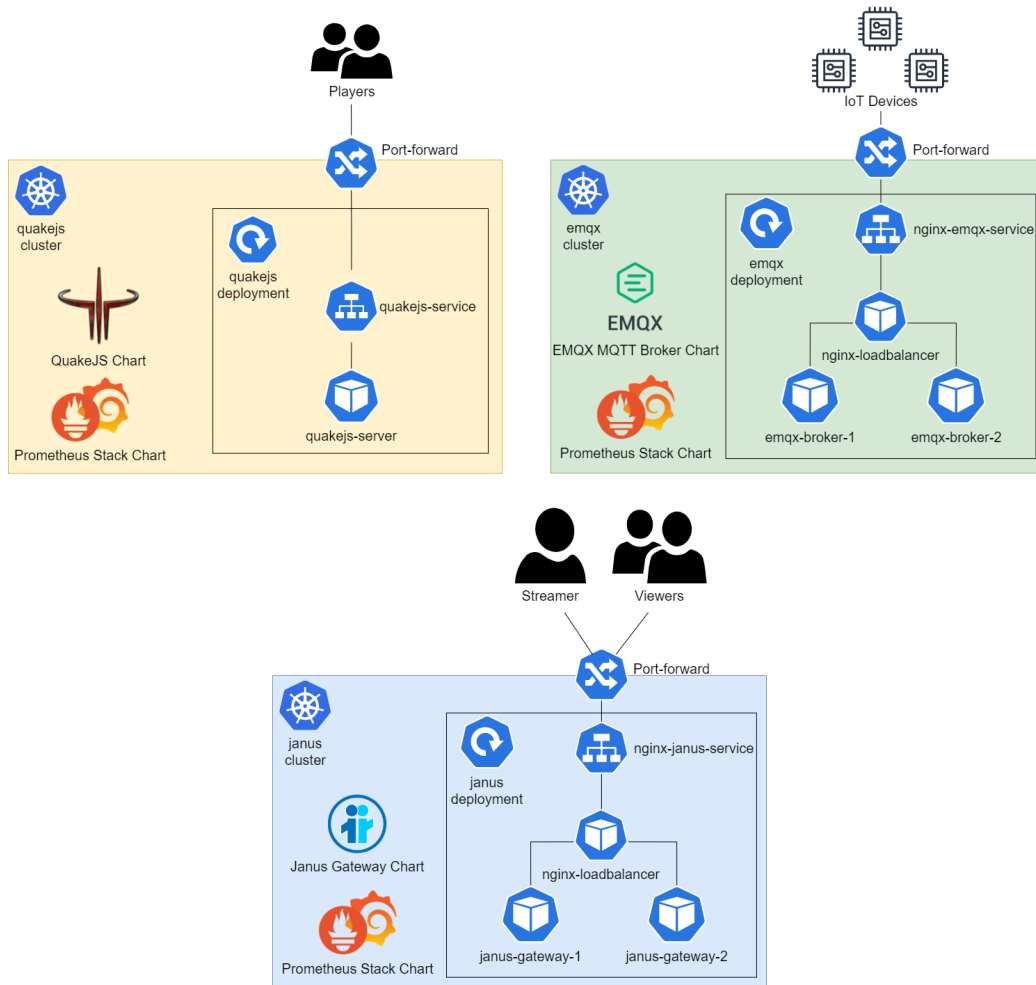 Players
Port-forward
quakejs
cluster
quakejs
deployment
quakejs-service
QuakeJS Chart
quakejs-server
Prometheus Stack Chart
IoT Devices
Port-forward
emqx
cluster
nginx-emqx-service
emqx
deployment
EMQX
EMQX MQTT Broker Chart
nginx-loadbalancer
emqx-broker-1
emqx-broker-2
Prometheus Stack Chart
Streamer
Viewers
Port-forward
janus
cluster
nginx-janus-service
janus
deployment
Janus Gateway Chart
nginx-loadbalancer
janus-gateway-1
janus-gateway-2
Prometheus Stack Chart